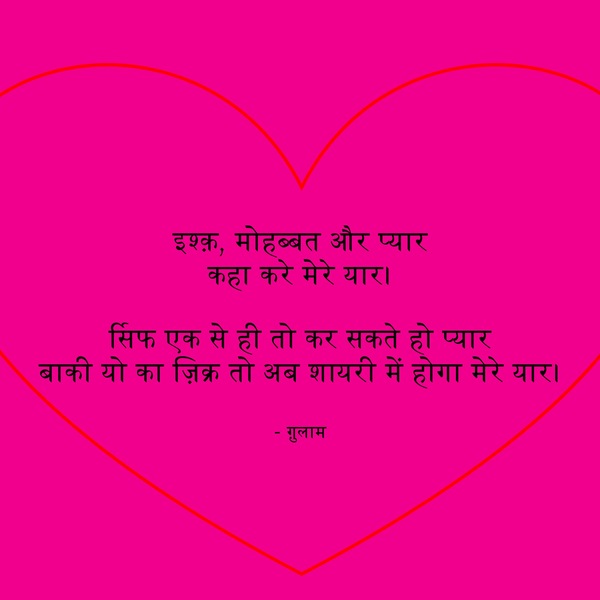 इश्क़, मोहब्बत और प्यार
कहा करे मेरे यार।
र्सिफ एक से ही तो कर सकते हो प्यार
बाकी यो का ज़िक्र तो अब शायरी में होगा मेरे यार।
- ग़ुलाम